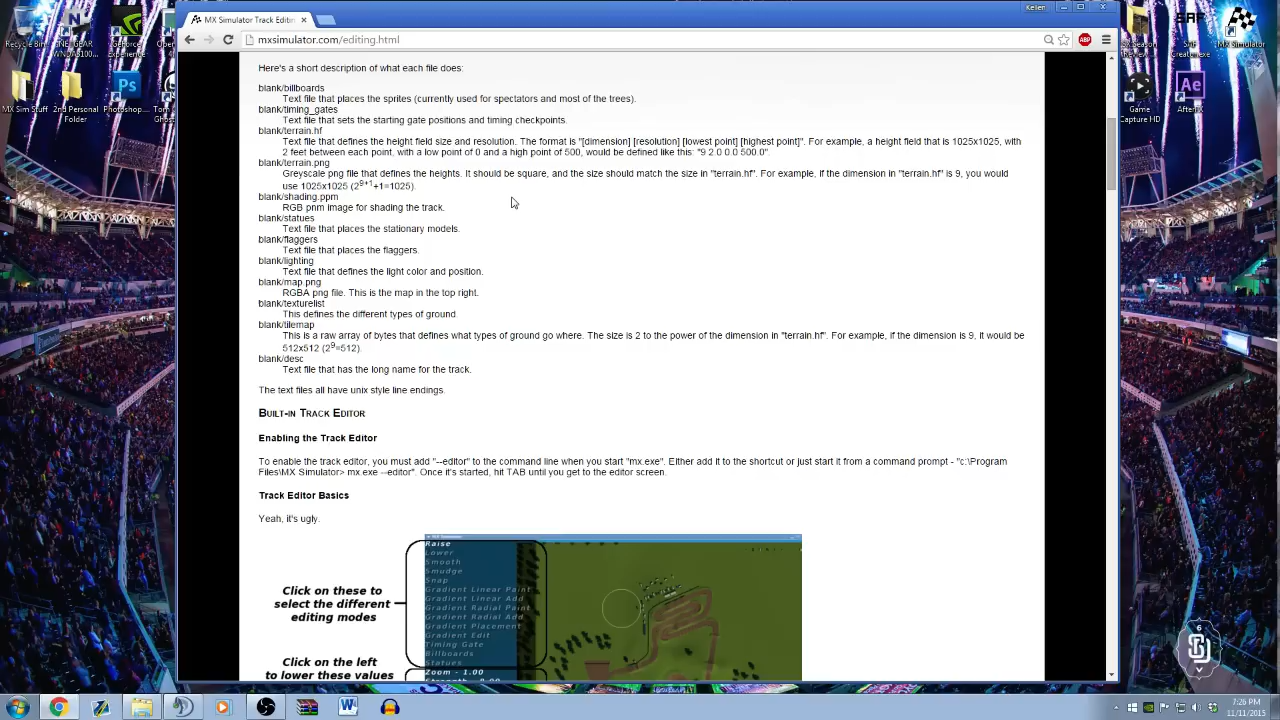 Kelen
MX Simulator Track Editin
mxsimulator.com/editing.html
ABP
Here's a short description of what each file does:
blank/billboards
Text file that places the sprites (currently used for spectators and most of the trees).
blank/timing_gates
Text file that sets the starting gate positions and timing checkpoints.
blank/terrain.hf
Text file that defines the height field size and resolution. The format is "[dimension] [resolution] [lowest point] [highest point]". For example, a height field that is 1025x1025, with
2 feet between each point, with a low point of 0 and a high point of 500, would be defined like this: "9 2.0 0.0 500.0".
blank/terrain.png
Greyscale png file that defines the heights. It should be square, and the size should match the size in "terrain.hf". For example, if the dimension in "terrain.hf" is 9, you would
use 1025x1025 (2^9+1+1=1025).
blank/shading.ppm
RGB pnm image for shading the track.
blank/statues
Text file that places the stationary models.
blank/flaggers
Text file that places the flaggers.
blank/lighting
Text file that defines the light color and position.
blank/map.png
RGBA png file. This is the map in the top right.
blank/texturelist
This defines the different types of ground.
blank/tilemap
This is a raw array of bytes that defines what types of ground go where. The size is 2 to the power of the dimension in "terrain.hf". For example, if the dimension is 9, it would be
512x512 (2^9=512).
blank/desc
Text file that has the long name for the track.
The text files all have unix style line endings.
Built-in Track Editor
Enabling the Track Editor
To enable the track editor, you must add "--editor" to the command line when you start "mx.exe". Either add it to the shortcut or just start it from a command prompt - "c:\Program
Files\MX Simulator> mx.exe --editor". Once it's started, hit TAB until you get to the editor screen.
Track Editor Basics
Yeah, it's ugly.
Click on these to
select the different
editing modes
Click on the left
to lower these values
Raise
Lower
Smooth
Smudge
Snap
Gradient Linear Paint
Gradient Linear Add
Gradient Radial Paint
Gradient Radial Add
Gradient Placement
Gradient Edit
Timing Gate
Billboards
Statues
Zoom - 1.00
Recycle Bin
GeForce
Experience
MX Sim Stuff
2nd Personal
Folder
Photoshop...
MX Simulator
Game
Capture HD
Ps
Ae
6
7:26 PM
11/11/2015